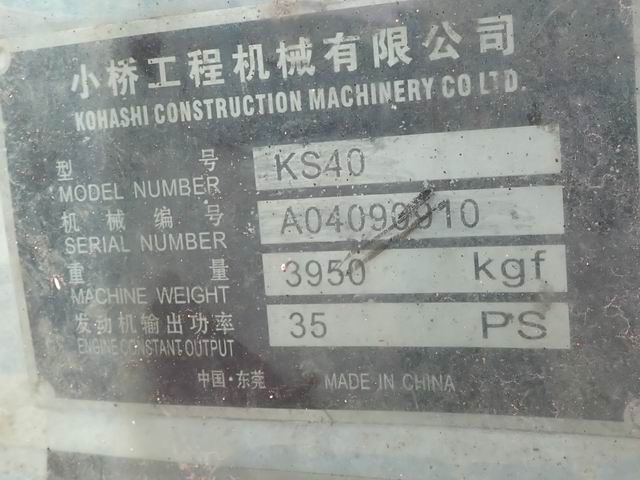 小桥工程机械有限公司
KOHASHI CONSTRUCTION MACHINERY CO LTD.
型 号 KS40
MODEL NUMBER
机械编号 A04090910
SERIAL NUMBER
重 量 3950 kgf
MACHINE WEIGHT
发动机输出功率 35 PS
ENGINE CONSTANT OUTPUT
中国·东莞 MADE IN CHINA